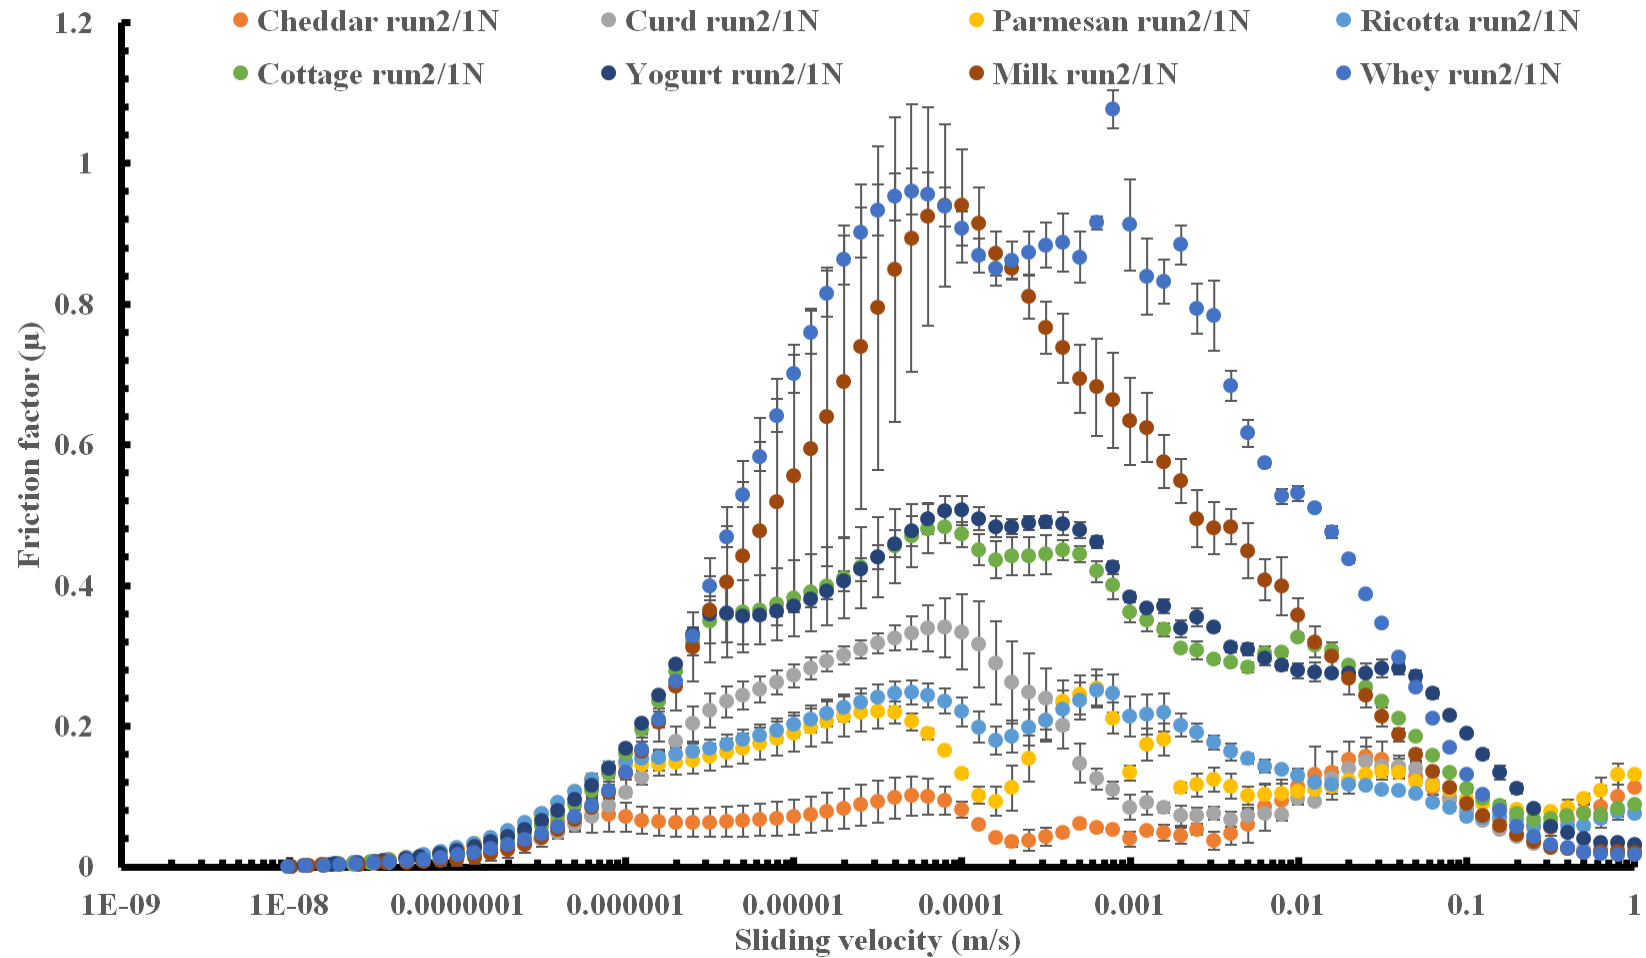 Cheddar run2/1N Curd run2/1N Parmesan run2/1N Ricotta run2/1N
Cottage run2/1N Yogurt run2/1N Milk run2/1N Whey run2/1N
1.2
1
0.8
0.6
0.4
0.2
0
Friction factor (μ)
1E-09 1E-08 0.0000001 0.000001 0.00001 0.0001 0.001 0.01 0.1 1
Sliding velocity (m/s)